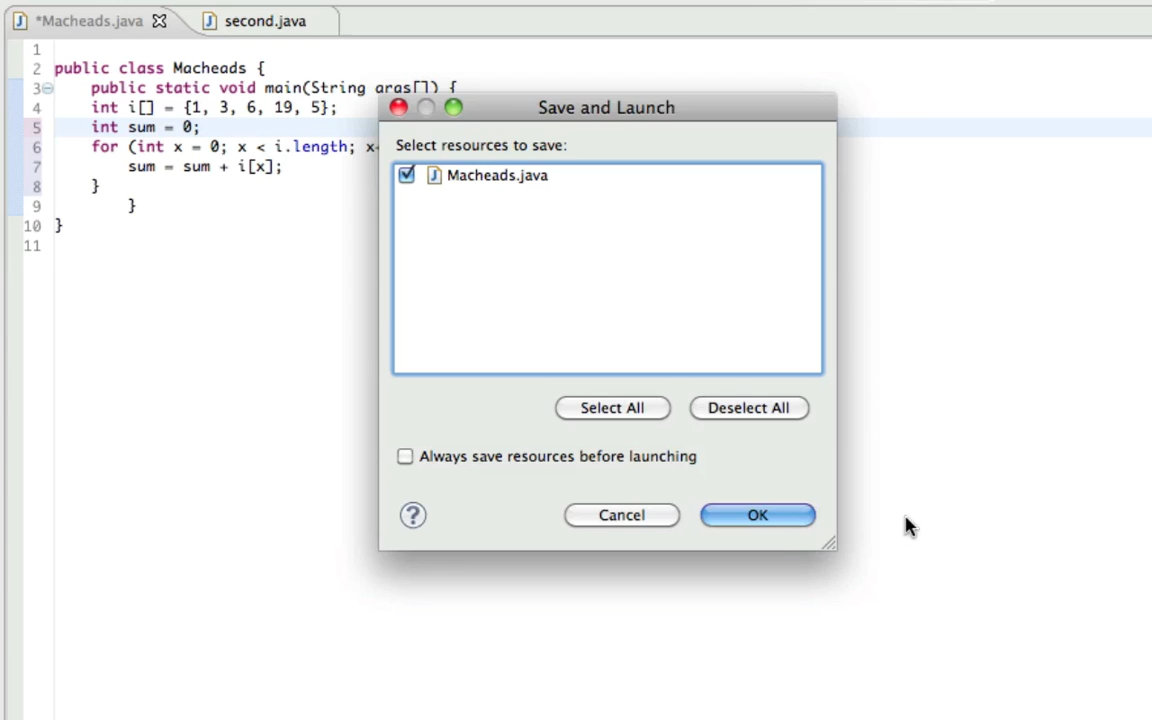 *Macheads.java second.java
1
2 public class Macheads {
3 public static void main(String args[]) {
4 int i[] = {1, 3, 6, 19, 5};
5 int sum = 0;
6 for (int x = 0; x < i.length; x
7 sum = sum + i[x];
8 }
9 }
10 }
11
Save and Launch
Select resources to save:
Macheads.java
Select All Deselect All
Always save resources before launching
? Cancel OK